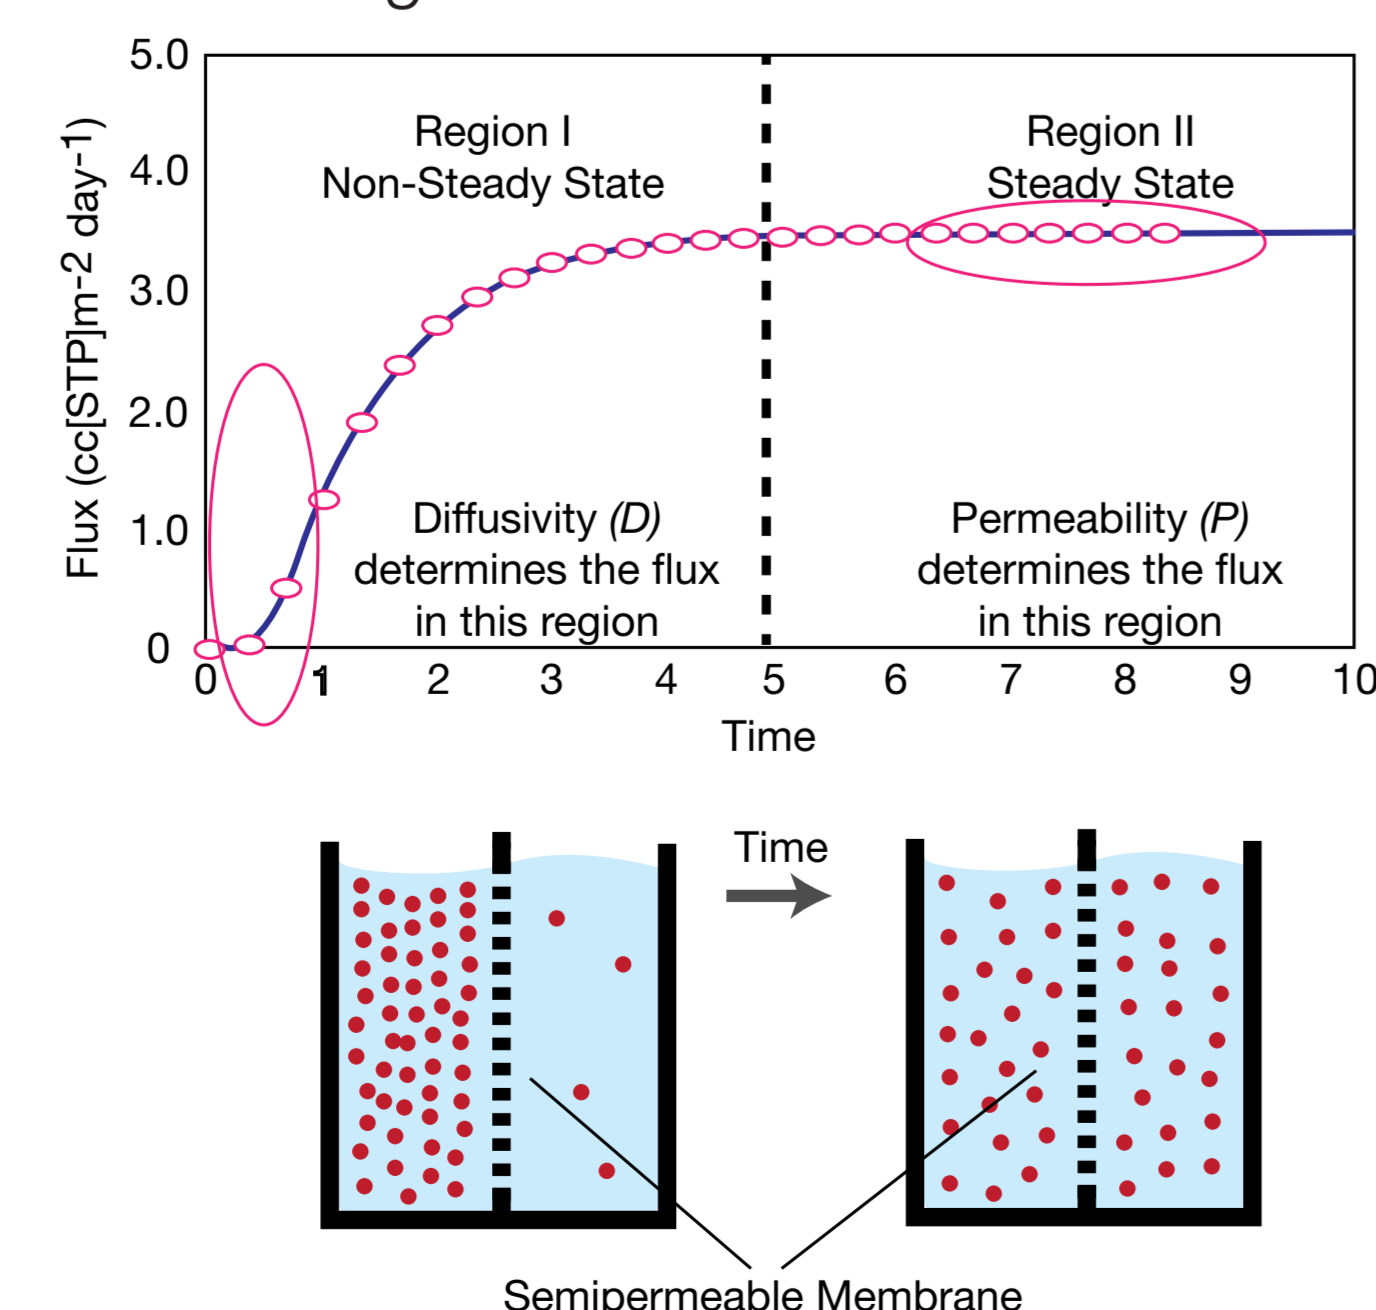 5.0
4.0
3.0
2.0
1.0
0
Flux (cc[STP]m-2 day-1)
Region I
Non-Steady State
Region II
Steady State
Diffusivity (D)
determines the flux
in this region
Permeability (P)
determines the flux
in this region
0 1 2 3 4 5 6 7 8 9 10
Time
Time
Semipermeable Membrane